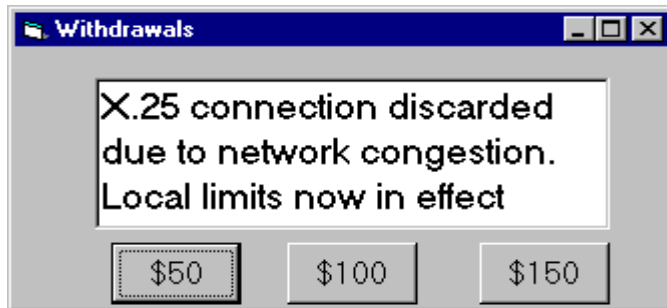 Withdrawals
X.25 connection discarded
due to network congestion.
Local limits now in effect
$50 $100 $150